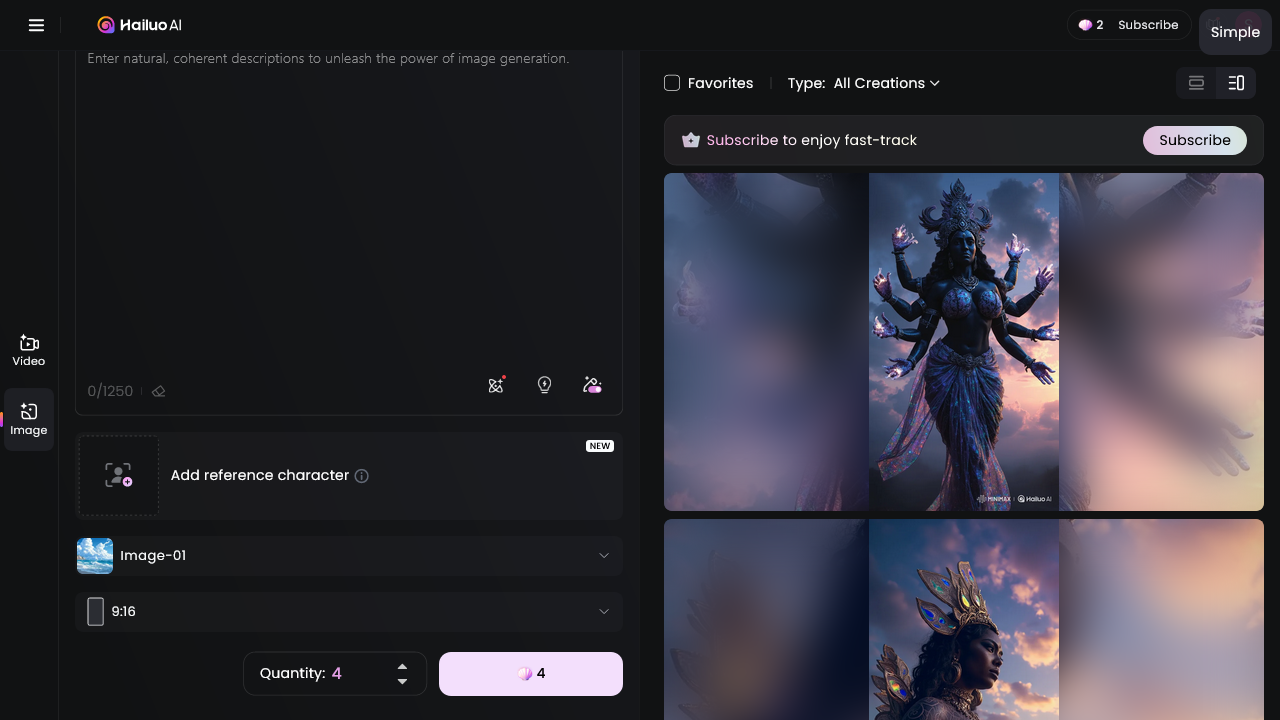 Hailuo AI
2 Subscribe
Simple
Enter natural, coherent descriptions to unleash the power of image generation.
0/1250
Video
Image
NEW
Add reference character
Image-01
9:16
Quantity: 4
4
Favorites
Type: All Creations
Subscribe to enjoy fast-track
Subscribe
MINIMAX | Hailuo AI